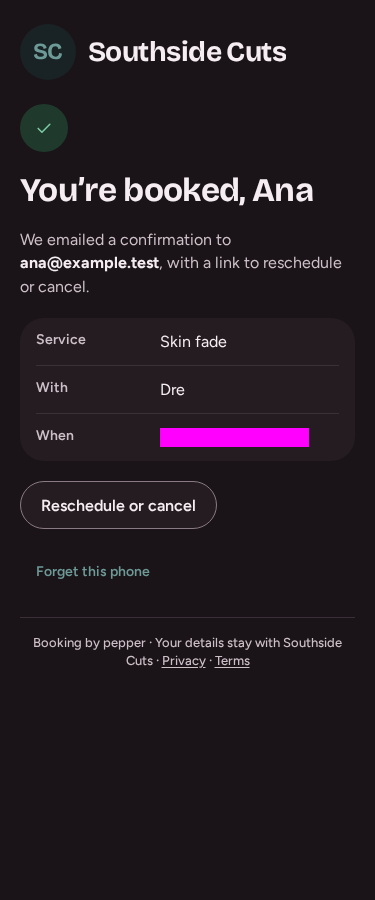 SC
Southside Cuts
You’re booked, Ana
We emailed a confirmation to
ana@example.test, with a link to reschedule
or cancel.
Service Skin fade
With Dre
When
Reschedule or cancel
Forget this phone
Booking by pepper · Your details stay with Southside
Cuts · Privacy · Terms